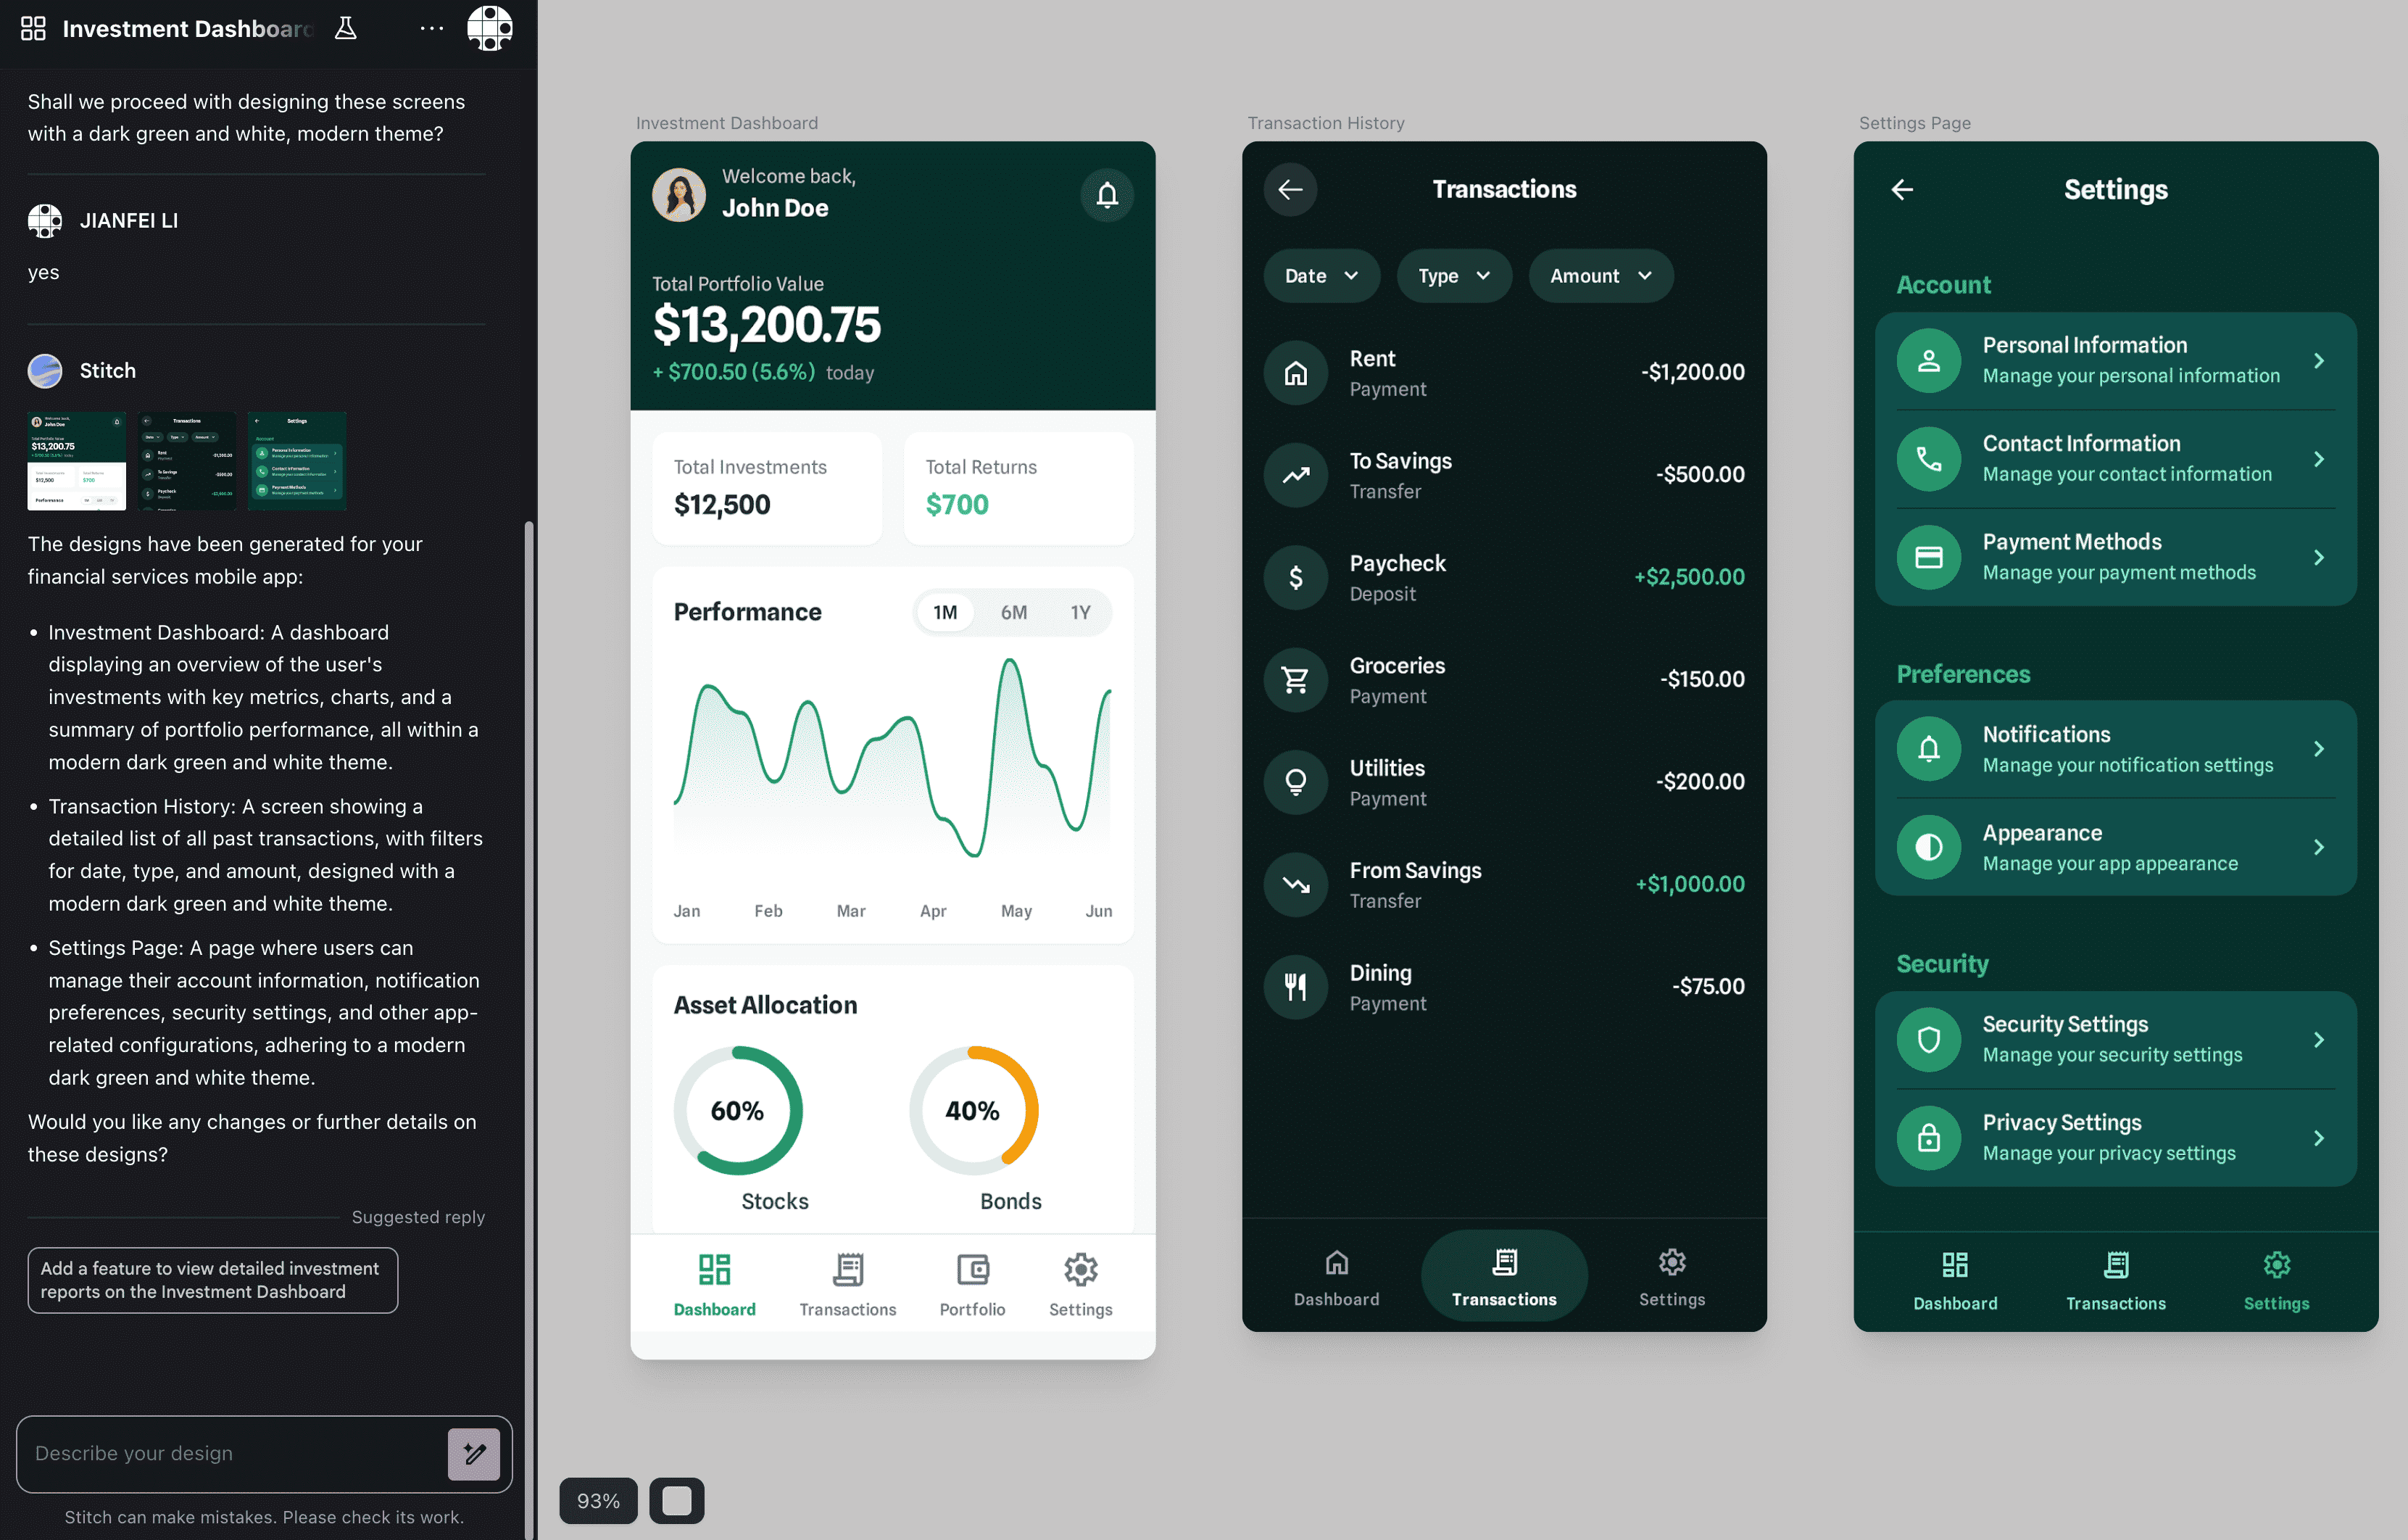 Investment Dashboard
Shall we proceed with designing these screens
with a dark green and white, modern theme?
JIANFEI LI
yes
Stitch
The designs have been generated for your
financial services mobile app:
• Investment Dashboard: A dashboard
displaying an overview of the user's
investments with key metrics, charts, and a
summary of portfolio performance, all within a
modern dark green and white theme.
• Transaction History: A screen showing a
detailed list of all past transactions, with filters
for date, type, and amount, designed with a
modern dark green and white theme.
• Settings Page: A page where users can
manage their account information, notification
preferences, security settings, and other app-
related configurations, adhering to a modern
dark green and white theme.
Would you like any changes or further details on
these designs?
Suggested reply
Add a feature to view detailed investment
reports on the Investment Dashboard
Describe your design
Stitch can make mistakes. Please check its work.
Investment Dashboard
Welcome back,
John Doe
Total Portfolio Value
$13,200.75
+ $700.50 (5.6%) today
Total Investments
$12,500
Total Returns
$700
Performance
1M 6M 1Y
Jan Feb Mar Apr May Jun
Asset Allocation
60% 40%
Stocks Bonds
Dashboard Transactions Portfolio Settings
Transaction History
Transactions
Date Type Amount
Rent
Payment
-$1,200.00
To Savings
Transfer
-$500.00
Paycheck
Deposit
+$2,500.00
Groceries
Payment
-$150.00
Utilities
Payment
-$200.00
From Savings
Transfer
+$1,000.00
Dining
Payment
-$75.00
Dashboard Transactions Settings
Settings Page
Settings
Account
Personal Information
Manage your personal information
Contact Information
Manage your contact information
Payment Methods
Manage your payment methods
Preferences
Notifications
Manage your notification settings
Appearance
Manage your app appearance
Security
Security Settings
Manage your security settings
Privacy Settings
Manage your privacy settings
Dashboard Transactions Settings
93%